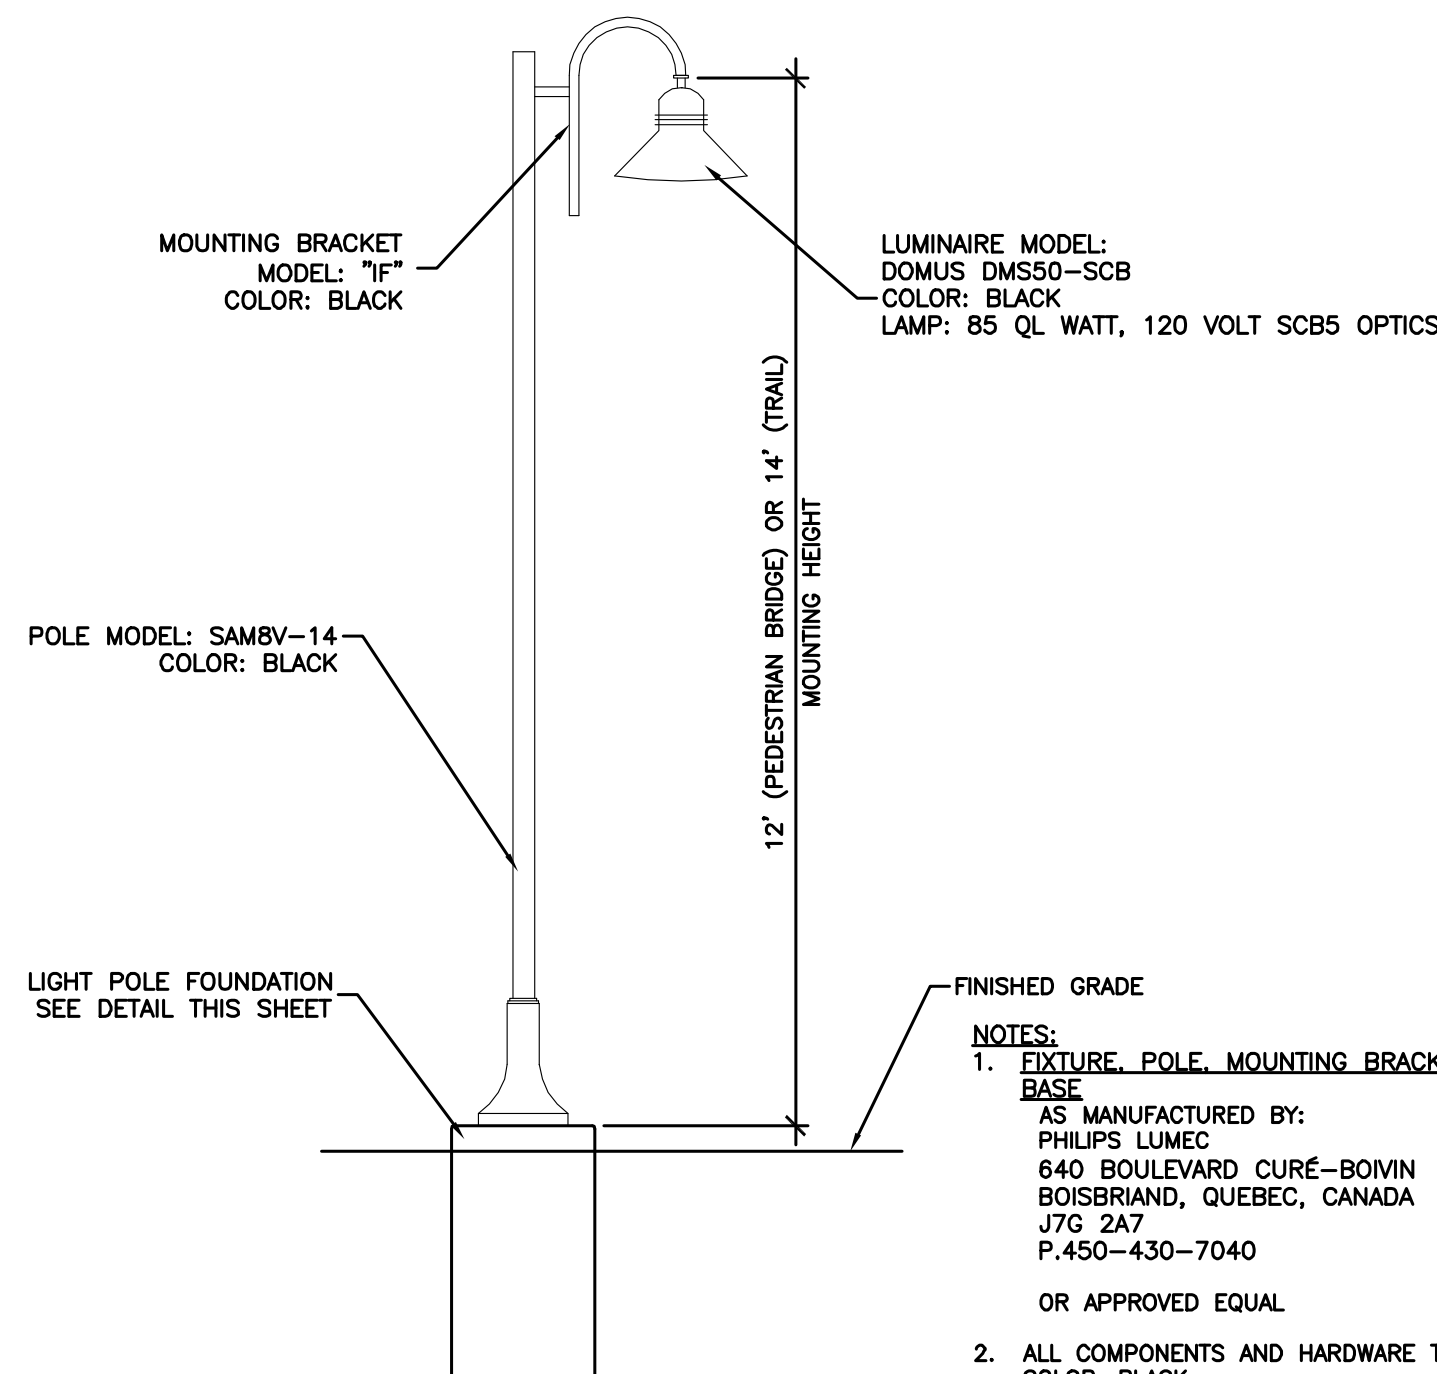 MOUNTING BRACKET
MODEL: "IF"
COLOR: BLACK
LUMINAIRE MODEL:
DOMUS DMS50-SCB
COLOR: BLACK
LAMP: 85 QL WATT, 120 VOLT SCB5 OPTICS
12' (PEDESTRIAN BRIDGE) OR 14' (TRAIL)
MOUNTING HEIGHT
POLE MODEL: SAM8V-14
COLOR: BLACK
LIGHT POLE FOUNDATION
SEE DETAIL THIS SHEET
FINISHED GRADE
NOTES:
1. FIXTURE, POLE, MOUNTING
BASE
AS MANUFACTURED BY:
PHILIPS LUMEC
640 BOULEVARD CURÉ-BOIVIN
BOISBRIAND, QUEBEC, CANADA
J7G 2A7
P.450-430-7040
OR APPROVED EQUAL
2. ALL COMPONENTS AND HARDWARE
COLOR: BLACK